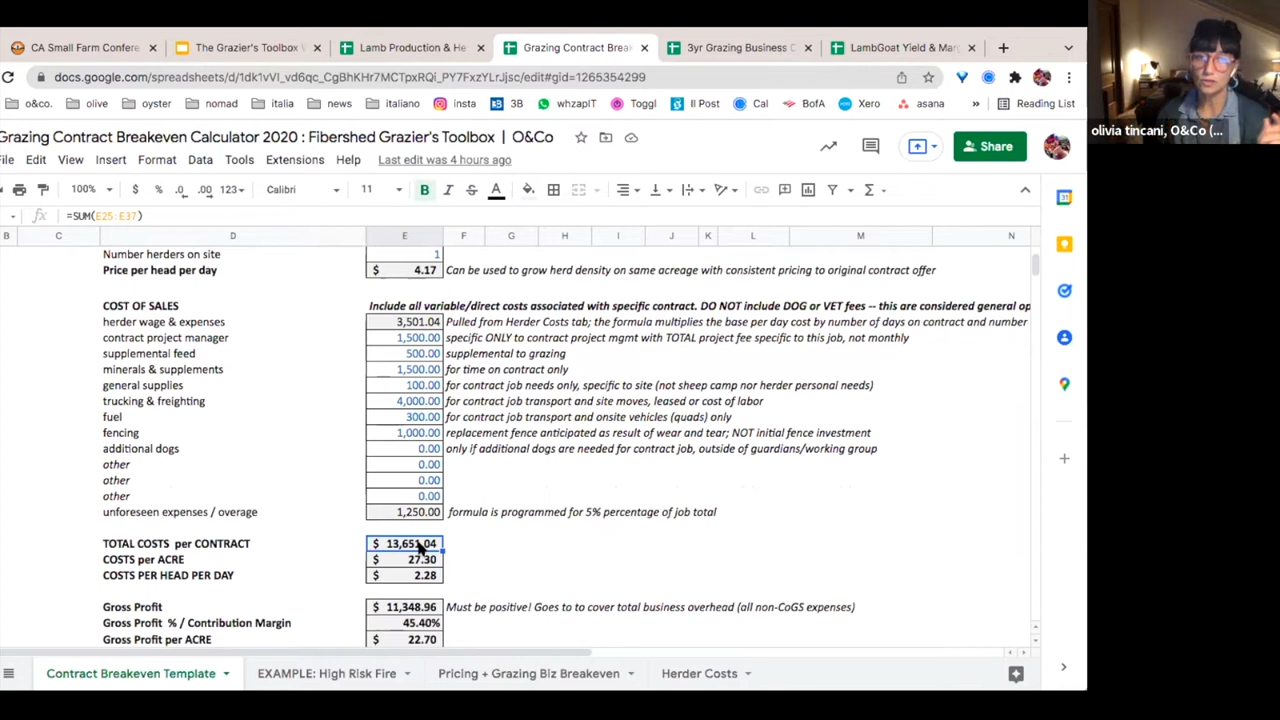 CA Small Farm Conferen
The Grazier's Toolbox
Lamb Production & He
Grazing Contract Break
3yr Grazing Business C
LambGoat Yield & Marg
docs.google.com/spreadsheets/d/1dk1vVl_vd6qc_CgBhKHr7MCTpxRQi_PY7FxzYLrJjsc/edit#gid=1265354299
o&co. olive oyster nomad italia news italiano insta 3B whzapIT Toggl Il Post Cal BofA Xero asana » Reading List
olivia tincani, O&Co (...
Grazing Contract Breakeven Calculator 2020 : Fibershed Grazier's Toolbox | O&Co
Share
File Edit View Insert Format Data Tools Extensions Help Last edit was 4 hours ago
100% $ % .0 .00 123 Calibri 11 B I S A
fx =SUM(E25:E37)
B C D E F G H I J K L M N
Number herders on site 1
Price per head per day $ 4.17 Can be used to grow herd density on same acreage with consistent pricing to original contract offer
COST OF SALES Include all variable/direct costs associated with specific contract. DO NOT include DOG or VET fees -- this are considered general op
herder wage & expenses 3,501.04 Pulled from Herder Costs tab; the formula multiplies the base per day cost by number of days on contract and number
contract project manager 1,500.00 specific ONLY to contract project mgmt with TOTAL project fee specific to this job, not monthly
supplemental feed 500.00 supplemental to grazing
minerals & supplements 1,500.00 for time on contract only
general supplies 100.00 for contract job needs only, specific to site (not sheep camp nor herder personal needs)
trucking & freighting 4,000.00 for contract job transport and site moves, leased or cost of labor
fuel 300.00 for contract job transport and onsite vehicles (quads) only
fencing 1,000.00 replacement fence anticipated as result of wear and tear; NOT initial fence investment
additional dogs 0.00 only if additional dogs are needed for contract job, outside of guardians/working group
other 0.00
other 0.00
other 0.00
unforeseen expenses / overage 1,250.00 formula is programmed for 5% percentage of job total
TOTAL COSTS per CONTRACT $ 13,651.04
COSTS per ACRE $ 27.30
COSTS PER HEAD PER DAY $ 2.28
Gross Profit $ 11,348.96 Must be positive! Goes to to cover total business overhead (all non-CoGS expenses)
Gross Profit % / Contribution Margin 45.40%
Gross Profit per ACRE $ 22.70
Contract Breakeven Template EXAMPLE: High Risk Fire Pricing + Grazing Biz Breakeven Herder Costs